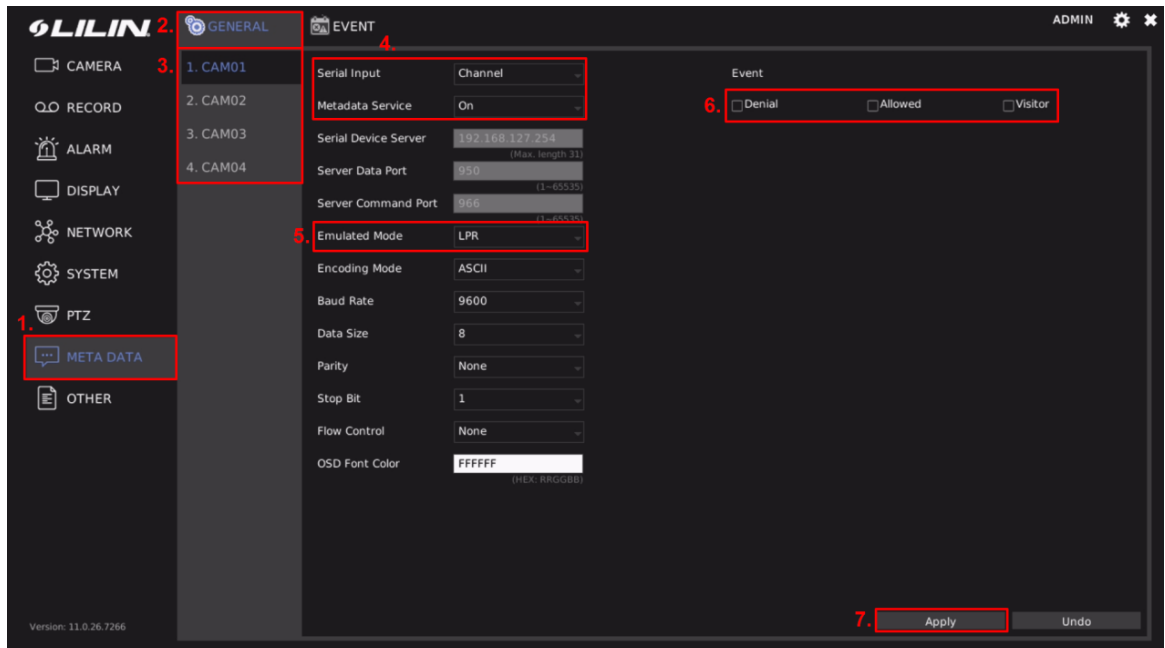 LILIN
2.
GENERAL
EVENT
ADMIN
CAMERA
RECORD
ALARM
DISPLAY
NETWORK
SYSTEM
PTZ
1.
META DATA
OTHER
Version: 11.0.26.7266
3.
1. CAM01
2. CAM02
3. CAM03
4. CAM04
4.
Serial Input Channel
Metadata Service On
Serial Device Server 192.168.127.254
(Max. length 31)
Server Data Port 950
(1~65535)
Server Command Port 966
(1~65535)
5.
Emulated Mode LPR
Encoding Mode ASCII
Baud Rate 9600
Data Size 8
Parity None
Stop Bit 1
Flow Control None
OSD Font Color FFFFFF
(HEX: RRGGBB)
Event
6.
Denial Allowed Visitor
7.
Apply Undo